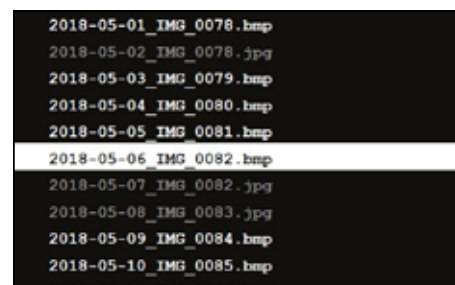 2018-05-01_IMG_0078.bmp
2018-05-02_IMG_0078.jpg
2018-05-03_IMG_0079.bmp
2018-05-04_IMG_0080.bmp
2018-05-05_IMG_0081.bmp
2018-05-06_IMG_0082.bmp
2018-05-07_IMG_0082.jpg
2018-05-08_IMG_0083.jpg
2018-05-09_IMG_0084.bmp
2018-05-10_IMG_0085.bmp